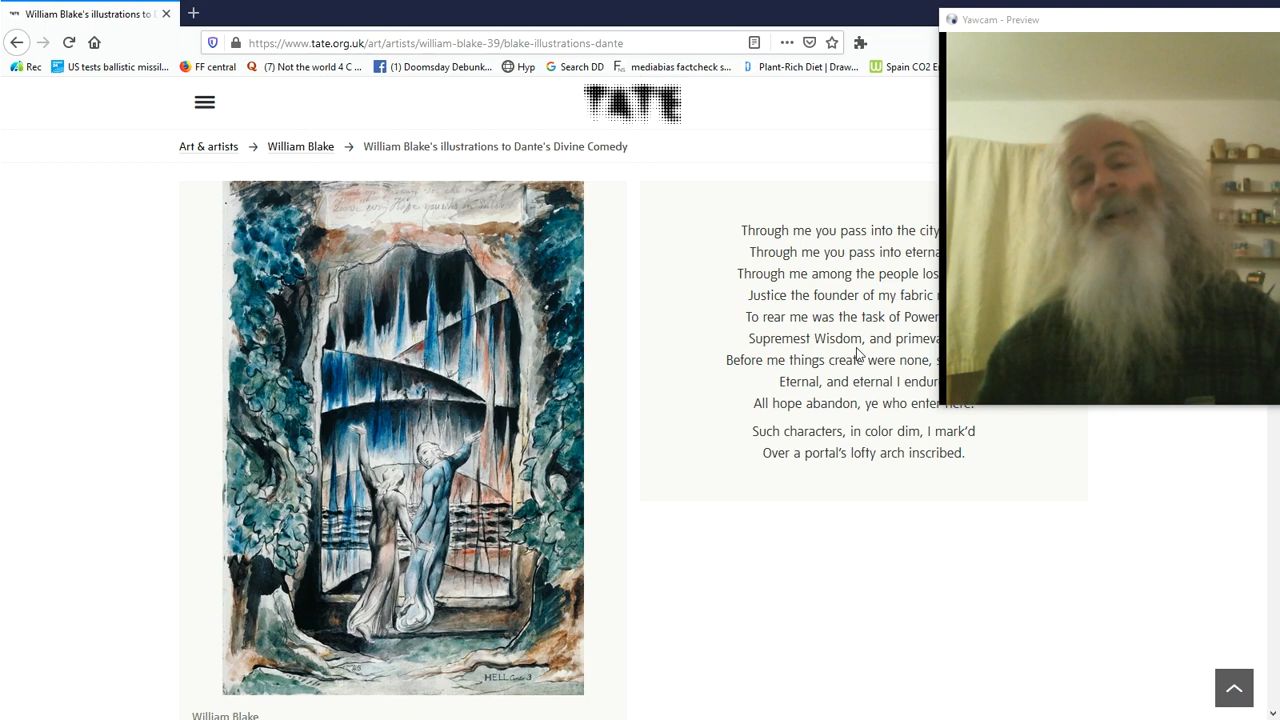 William Blake's illustrations to D
Yawcam - Preview
https://www.tate.org.uk/art/artists/william-blake-39/blake-illustrations-dante
Rec
US tests ballistic missil...
FF central
(7) Not the world 4 C ...
(1) Doomsday Debunk...
Hyp
Search DD
FNS
mediabias factcheck s...
Plant-Rich Diet | Draw...
Spain CO2 E
TATE
Art & artists → William Blake → William Blake's illustrations to Dante's Divine Comedy
Through me you pass into the city
Through me you pass into eterna
Through me among the people los
Justice the founder of my fabric
To rear me was the task of Power
Supremest Wisdom, and primeva
Before me things create were none, s
Eternal, and eternal I endur
All hope abandon, ye who enter here.
Such characters, in color dim, I mark'd
Over a portal's lofty arch inscribed.
HELL Canto 3
William Blake